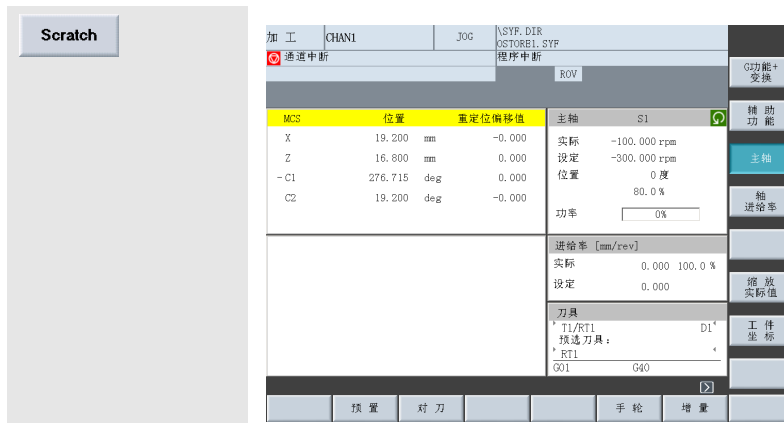 Scratch
加 工 CHAN1 JOG \SYF.DIR
OSTORE1.SYF
通道中断 程序中断
ROV
MCS 位置 重定位偏移值
X 19.200 mm -0.000
Z 16.800 mm 0.000
-C1 276.715 deg 0.000
C2 19.200 deg -0.000
主轴 S1
实际 -100.000 rpm
设定 -300.000 rpm
位置 0 度
80.0 %
功率 0%
进给率 [mm/rev]
实际 0.000 100.0 %
设定 0.000
刀具
T1/RT1 D1
预选刀具:
RT1
G01 G40
G功能+
变换
辅 助
功 能
主轴
轴
进给率
缩 放
实际值
工 件
坐 标
预 置 对 刀 手 轮 增 量